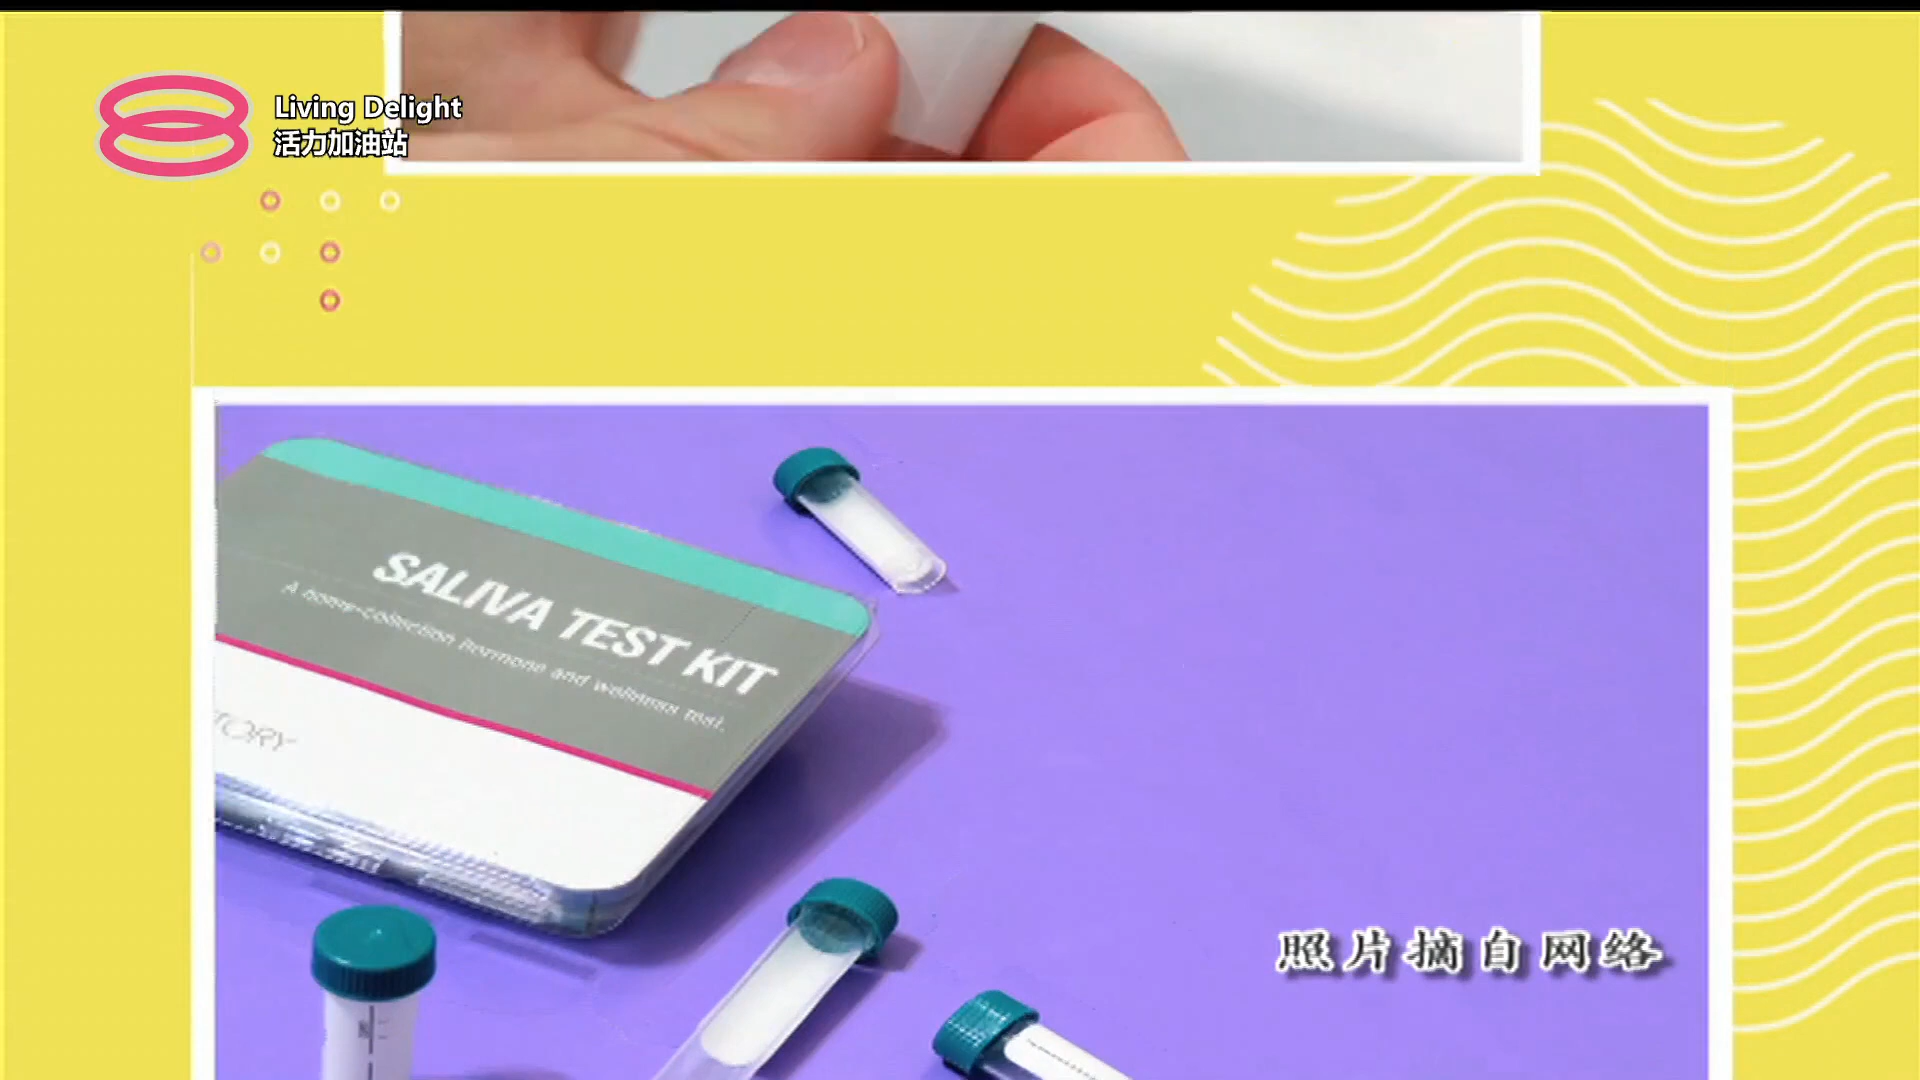 Living Delight
活力加油站
SALIVA TEST KIT
A home-collection hormone and wellness test.
TORY
照片摘自网络